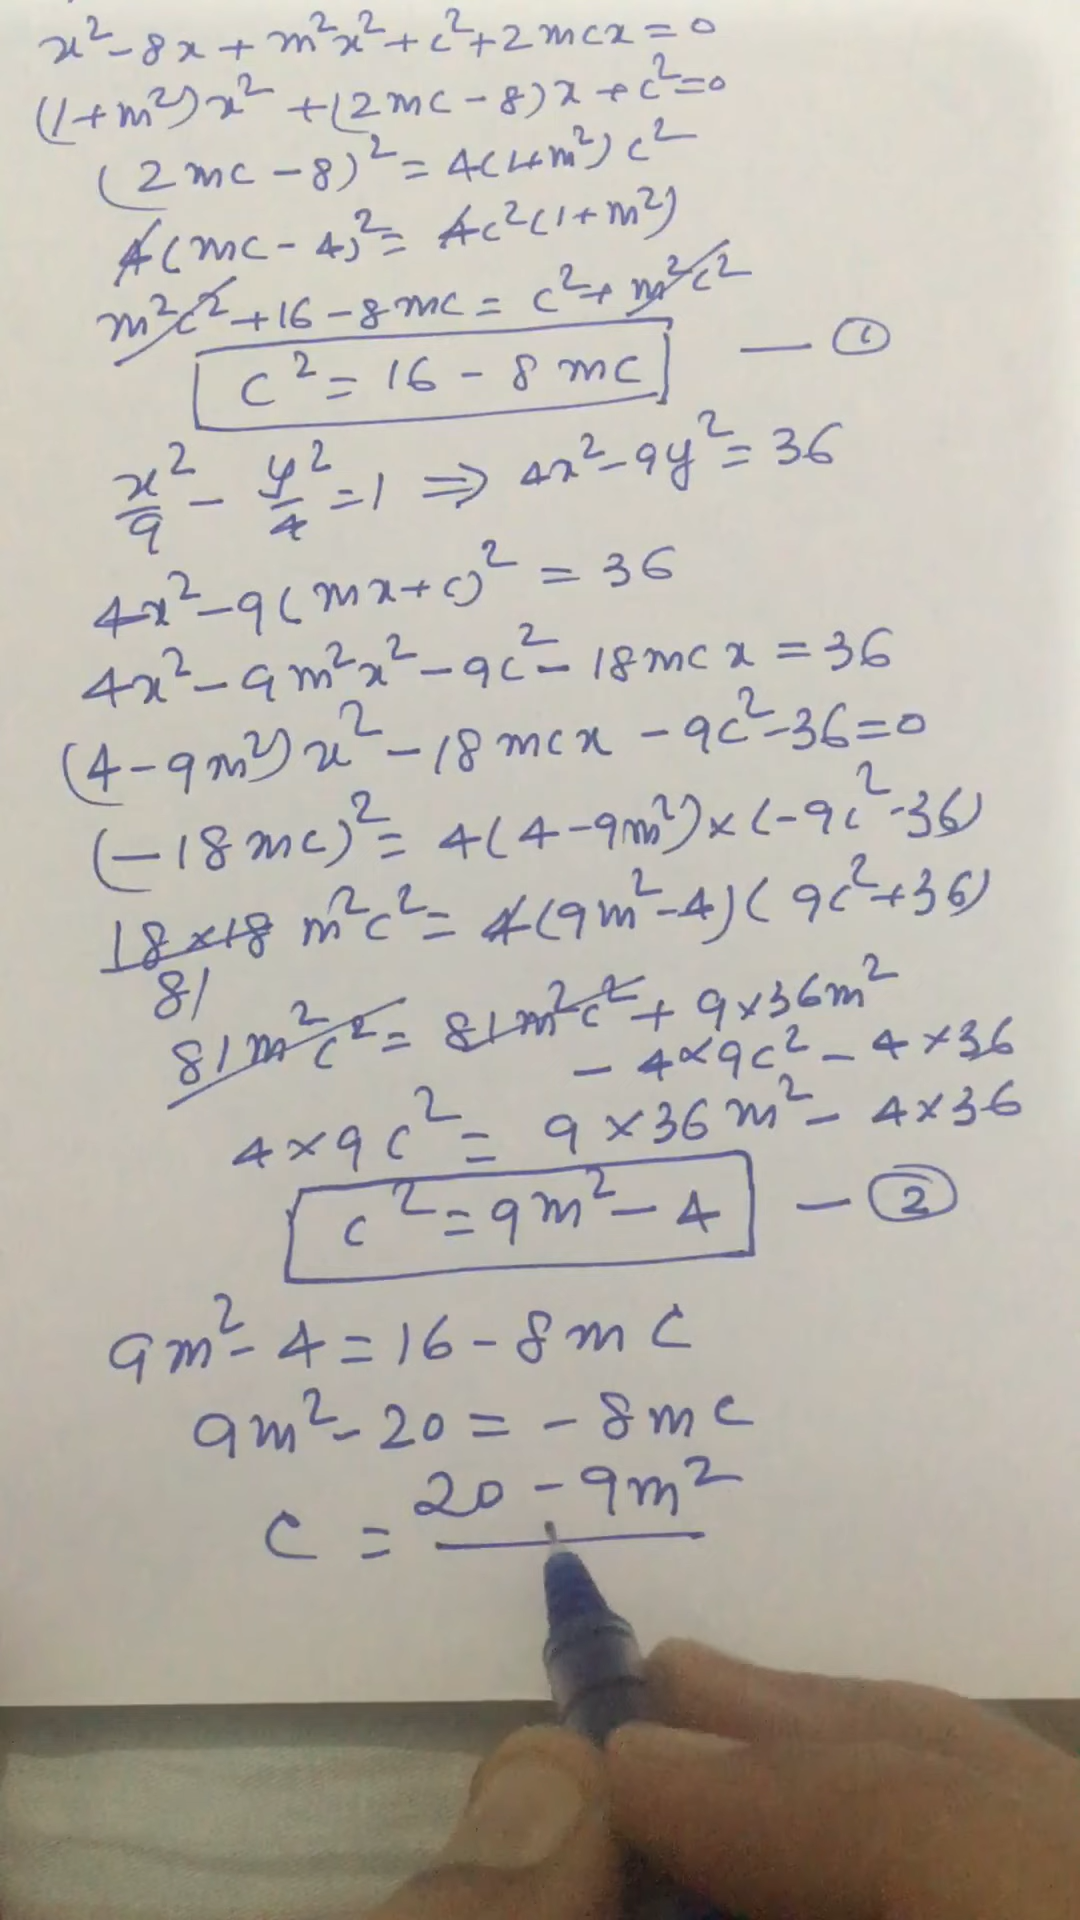 x² - 8x + m²x² + c² + 2mcx = 0
(1+m²)x² + (2mc - 8)x + c² = 0
(2mc - 8)² = 4(1+m²)c²
4(mc - 4)² = 4c²(1+m²)
m²c² + 16 - 8mc = c² + m²c²
c² = 16 - 8mc — ①
x²/9 - y²/4 = 1 ⇒ 4x² - 9y² = 36
4x² - 9(mx+c)² = 36
4x² - 9m²x² - 9c² - 18mcx = 36
(4 - 9m²)x² - 18mcx - 9c² - 36 = 0
(-18mc)² = 4(4 - 9m²) × (-9c² - 36)
18×18 m²c² = 4(9m² - 4)(9c² + 36)
81
81m²c² = 81m²c² + 9×36m²
- 4×9c² - 4×36
4×9c² = 9×36m² - 4×36
c² = 9m² - 4 — ②
9m² - 4 = 16 - 8mc
9m² - 20 = -8mc
c = 20 - 9m²